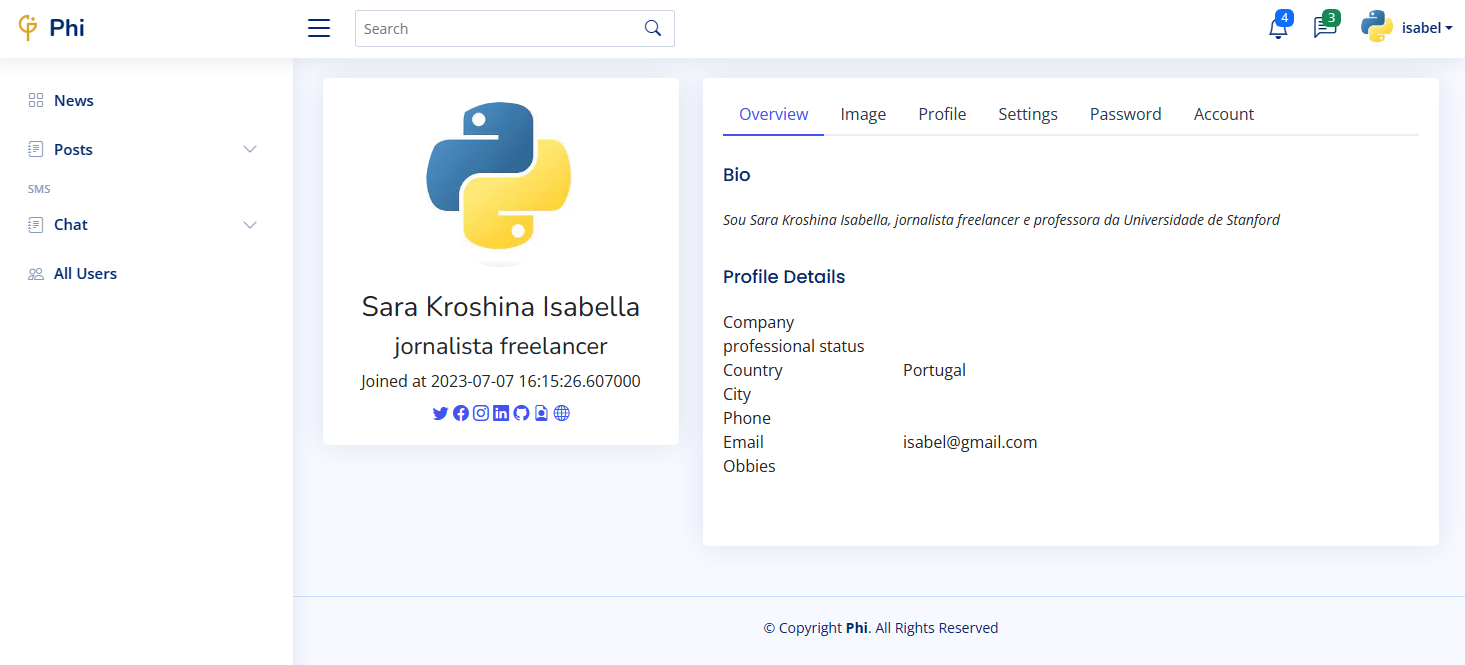 Phi
Search
4
3
isabel
News
Posts
SMS
Chat
All Users
Sara Kroshina Isabella
jornalista freelancer
Joined at 2023-07-07 16:15:26.607000
Overview Image Profile Settings Password Account
Bio
Sou Sara Kroshina Isabella, jornalista freelancer e professora da Universidade de Stanford
Profile Details
Company
professional status
Country Portugal
City
Phone
Email isabel@gmail.com
Obbies
© Copyright Phi. All Rights Reserved